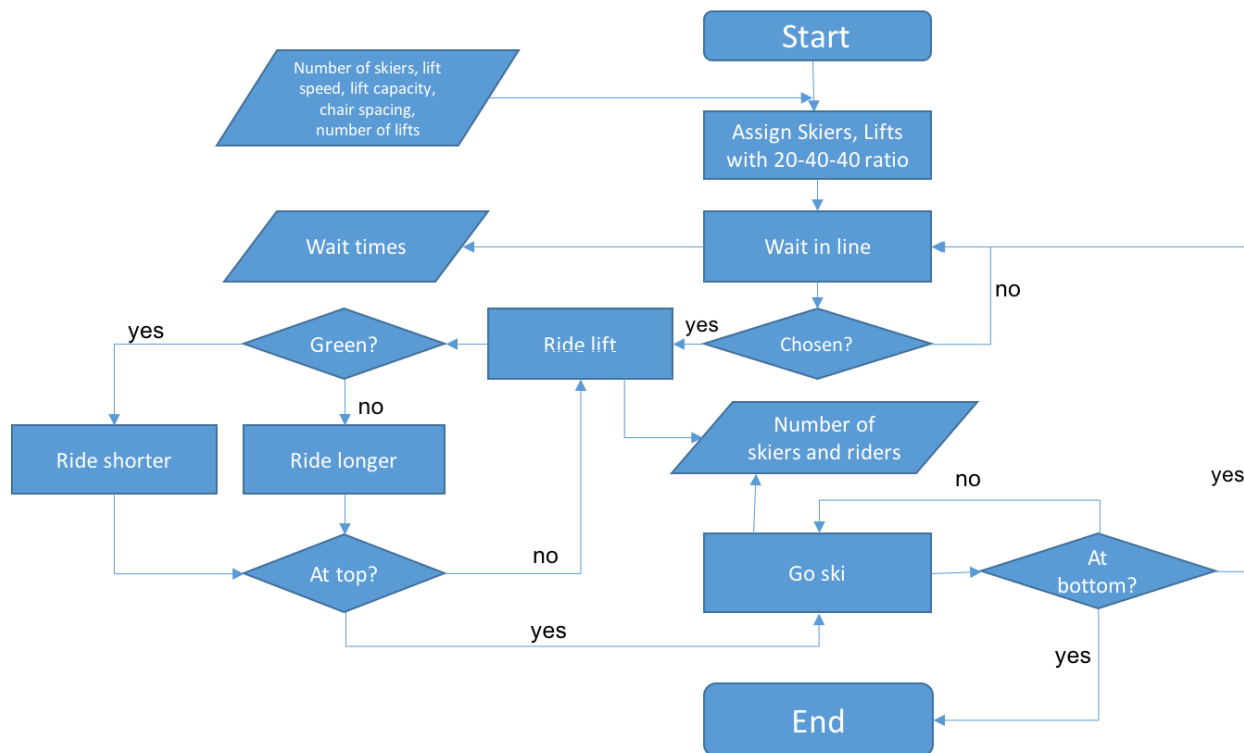 Start
Number of skiers, lift
speed, lift capacity,
chair spacing,
number of lifts
Assign Skiers, Lifts
with 20-40-40 ratio
Wait times
Wait in line
no
yes
Green?
Ride lift
yes
Chosen?
no
Number of
skiers and riders
Ride shorter
Ride longer
no
yes
At top?
no
Go ski
At
bottom?
yes
yes
End